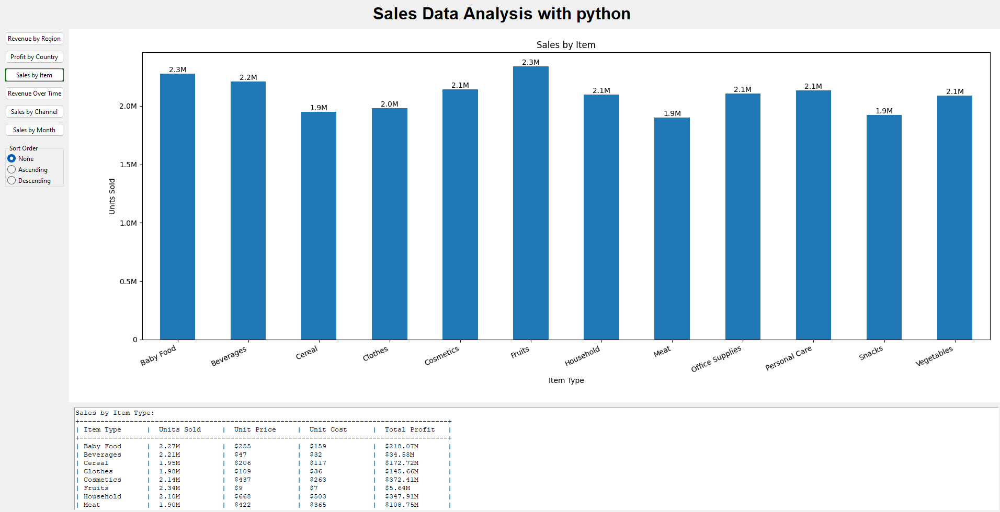 Sales Data Analysis with python
Revenue by Region
Profit by Country
Sales by Item
Revenue Over Time
Sales by Channel
Sales by Month
Sort Order
None
Ascending
Descending
Sales by Item
2.3M
2.2M
1.9M
2.0M
2.1M
2.3M
2.1M
1.9M
2.1M
2.1M
1.9M
2.1M
2.0M
1.5M
1.0M
0.5M
0
Units Sold
Baby Food
Beverages
Cereal
Clothes
Cosmetics
Fruits
Household
Meat
Office Supplies
Personal Care
Snacks
Vegetables
Item Type
Sales by Item Type:
+----------------------------------------------------------------------------------------+
| Item Type | Units Sold | Unit Price | Unit Cost | Total Profit |
+----------------------------------------------------------------------------------------+
| Baby Food | 2.27M | $255 | $159 | $218.07M |
| Beverages | 2.21M | $47 | $32 | $34.58M |
| Cereal | 1.95M | $206 | $117 | $172.72M |
| Clothes | 1.98M | $109 | $36 | $145.66M |
| Cosmetics | 2.14M | $437 | $263 | $372.41M |
| Fruits | 2.34M | $9 | $7 | $5.64M |
| Household | 2.10M | $668 | $503 | $347.91M |
| Meat | 1.90M | $422 | $365 | $108.75M |